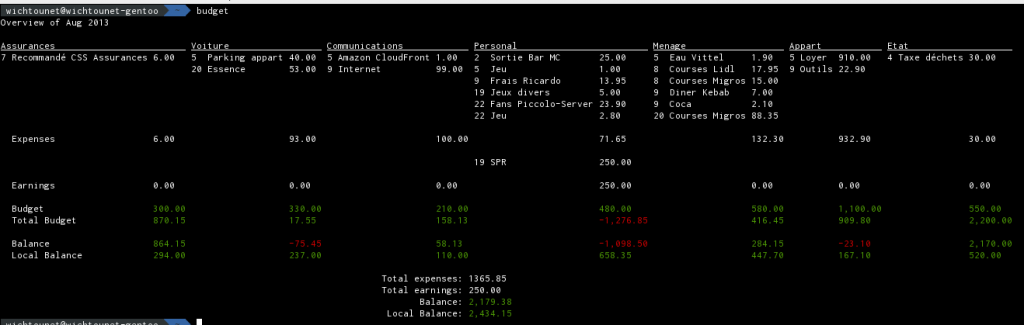 wichtounet@wichtounet-gentoo ~ budget
Overview of Aug 2013
Assurances Voiture Communications Personal Menage Appart Etat
7 Recommandé CSS Assurances 6.00 5 Parking appart 40.00 5 Amazon CloudFront 1.00 2 Sortie Bar MC 25.00 5 Eau Vittel 1.90 5 Loyer 910.00 4 Taxe déchets 30.00
20 Essence 53.00 9 Internet 99.00 5 Jeu 1.00 8 Courses Lidl 17.95 9 Outils 22.90
9 Frais Ricardo 13.95 8 Courses Migros 15.00
19 Jeux divers 5.00 9 Diner Kebab 7.00
22 Fans Piccolo-Server 23.90 9 Coca 2.10
22 Jeu 2.80 20 Courses Migros 88.35
Expenses 6.00 93.00 100.00 71.65 132.30 932.90 30.00
19 SPR 250.00
Earnings 0.00 0.00 0.00 250.00 0.00 0.00 0.00
Budget 300.00 330.00 210.00 480.00 580.00 1,100.00 550.00
Total Budget 870.15 17.55 158.13 -1,276.85 416.45 909.80 2,200.00
Balance 864.15 -75.45 58.13 -1,098.50 284.15 -23.10 2,170.00
Local Balance 294.00 237.00 110.00 658.35 447.70 167.10 520.00
Total expenses: 1365.85
Total earnings: 250.00
Balance: 2,179.38
Local Balance: 2,434.15
wichtounet@wichtounet-gentoo ~